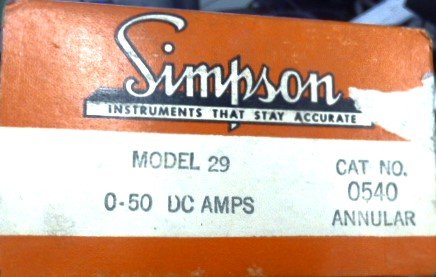 Simpson
INSTRUMENTS THAT STAY ACCURATE
MODEL 29
0-50 DC AMPS
CAT NO.
0540
ANNULAR